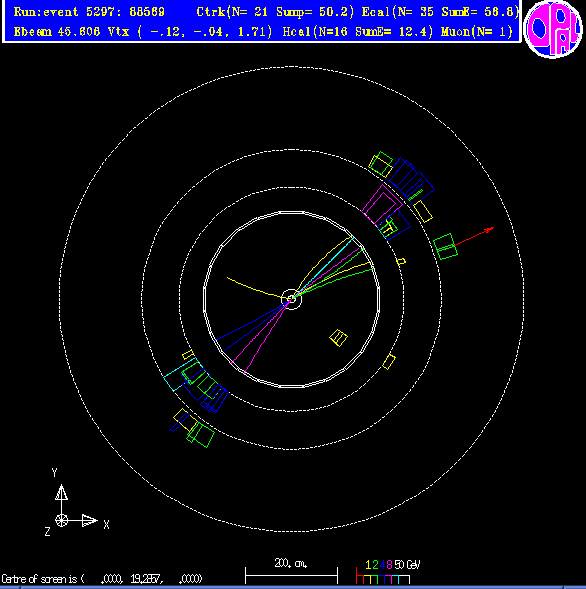 Run:event 5297: 88569 Ctrk(N= 21 Sump= 50.2) Ecal(N= 35 SumE= 56.8)
Ebeam 45.606 Vtx ( -.12, -.04, 1.71) Hcal(N=16 SumE= 12.4) Muon(N= 1)
OPAL
Y
X
Z
200. cm.
1 2 4 8 50 GeV
Centre of screen is ( .0000, 19.2857, .0000)